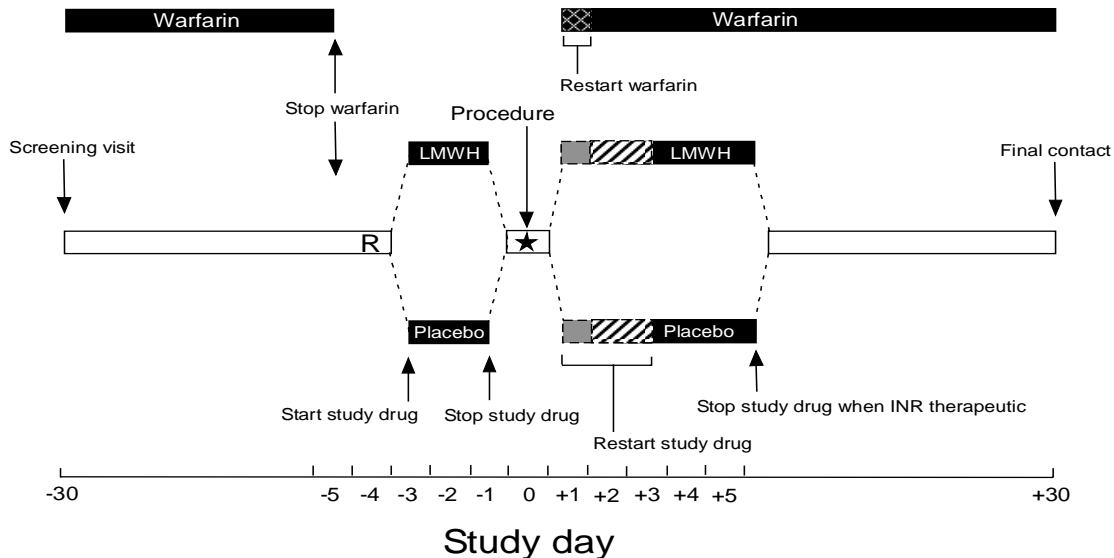 Warfarin
Warfarin
Restart warfarin
Stop warfarin
Procedure
Screening visit
LMWH
LMWH
Final contact
R
Placebo
Placebo
Start study drug
Stop study drug
Stop study drug when INR therapeutic
Restart study drug
-30
-5
-4
-3
-2
-1
0
+1
+2
+3
+4
+5
+30
Study day